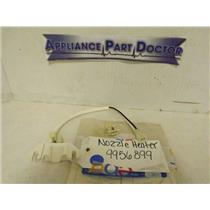 APPLIANCE PART DOCTOR
Nozzle Heater
9956899